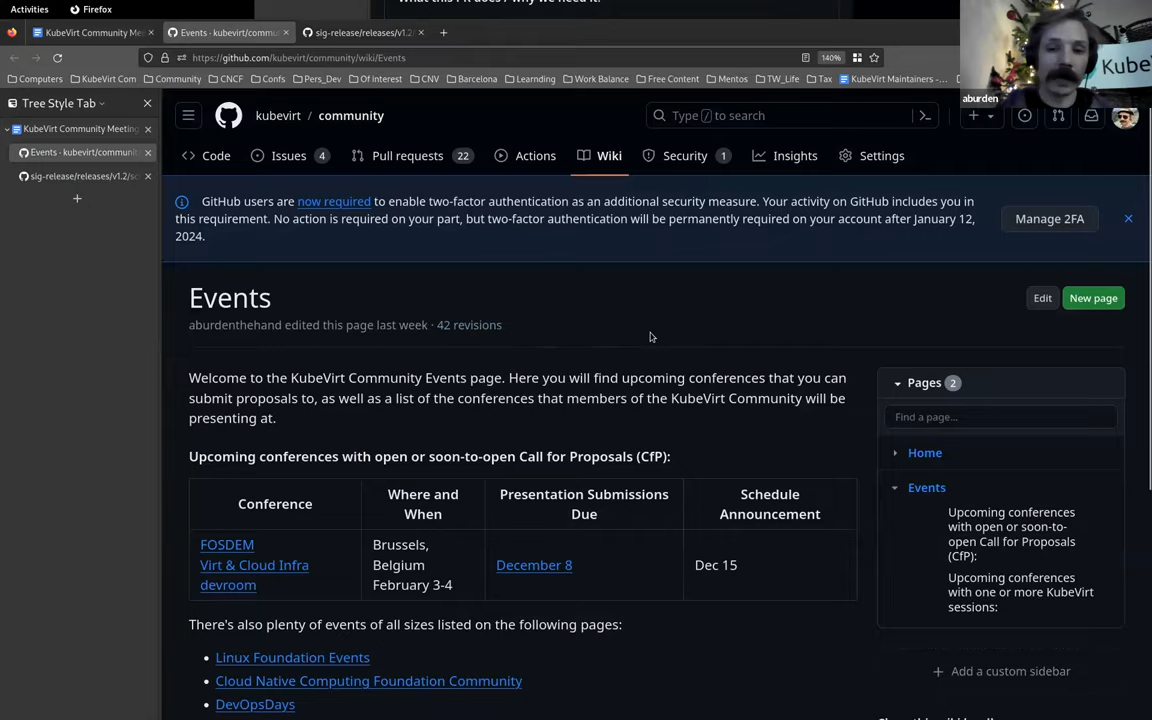 What this PR does / why we need it:
Activities
Firefox
KubeVirt Community Me
Events · kubevirt/commu
sig-release/releases/v1.2/
https://github.com/kubevirt/community/wiki/Events
140%
Computers
KubeVirt Com
Community
CNCF
Confs
Pers_Dev
Of interest
CNV
Barcelona
Learnding
Work Balance
Free Content
Mentos
TW_Life
Tax
KubeVirt Maintainers -...
KubeV
aburden
Tree Style Tab
KubeVirt Community Meeting
Events · kubevirt/communit
sig-release/releases/v1.2/sc
kubevirt / community
Type / to search
Code
Issues 4
Pull requests 22
Actions
Wiki
Security 1
Insights
Settings
GitHub users are now required to enable two-factor authentication as an additional security measure. Your activity on GitHub includes you in
this requirement. No action is required on your part, but two-factor authentication will be permanently required on your account after January 12,
2024.
Manage 2FA
Events
Edit
New page
aburdenthehand edited this page last week · 42 revisions
Welcome to the KubeVirt Community Events page. Here you will find upcoming conferences that you can
submit proposals to, as well as a list of the conferences that members of the KubeVirt Community will be
presenting at.
Upcoming conferences with open or soon-to-open Call for Proposals (CfP):
Conference
Where and
When
Presentation Submissions
Due
Schedule
Announcement
FOSDEM
Virt & Cloud Infra
devroom
Brussels,
Belgium
February 3-4
December 8
Dec 15
There's also plenty of events of all sizes listed on the following pages:
Linux Foundation Events
Cloud Native Computing Foundation Community
DevOpsDays
Pages 2
Find a page...
Home
Events
Upcoming conferences
with open or soon-to-
open Call for Proposals
(CfP):
Upcoming conferences
with one or more KubeVirt
sessions:
Add a custom sidebar